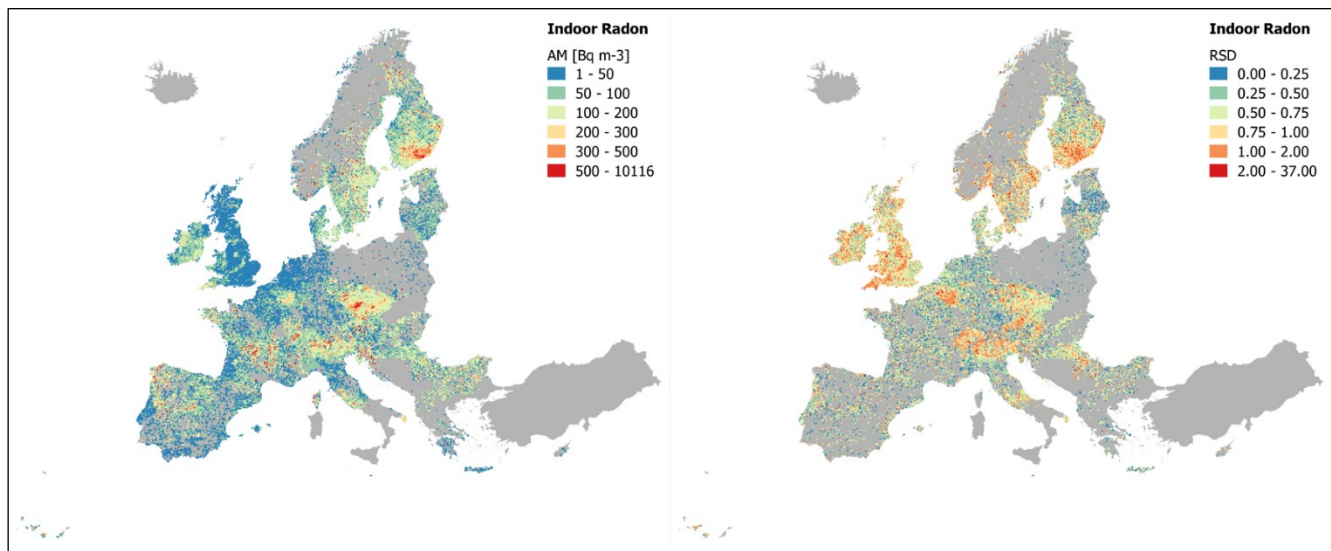 Indoor Radon
AM [Bq m-3]
1 - 50
50 - 100
100 - 200
200 - 300
300 - 500
500 - 10116
Indoor Radon
RSD
0.00 - 0.25
0.25 - 0.50
0.50 - 0.75
0.75 - 1.00
1.00 - 2.00
2.00 - 37.00